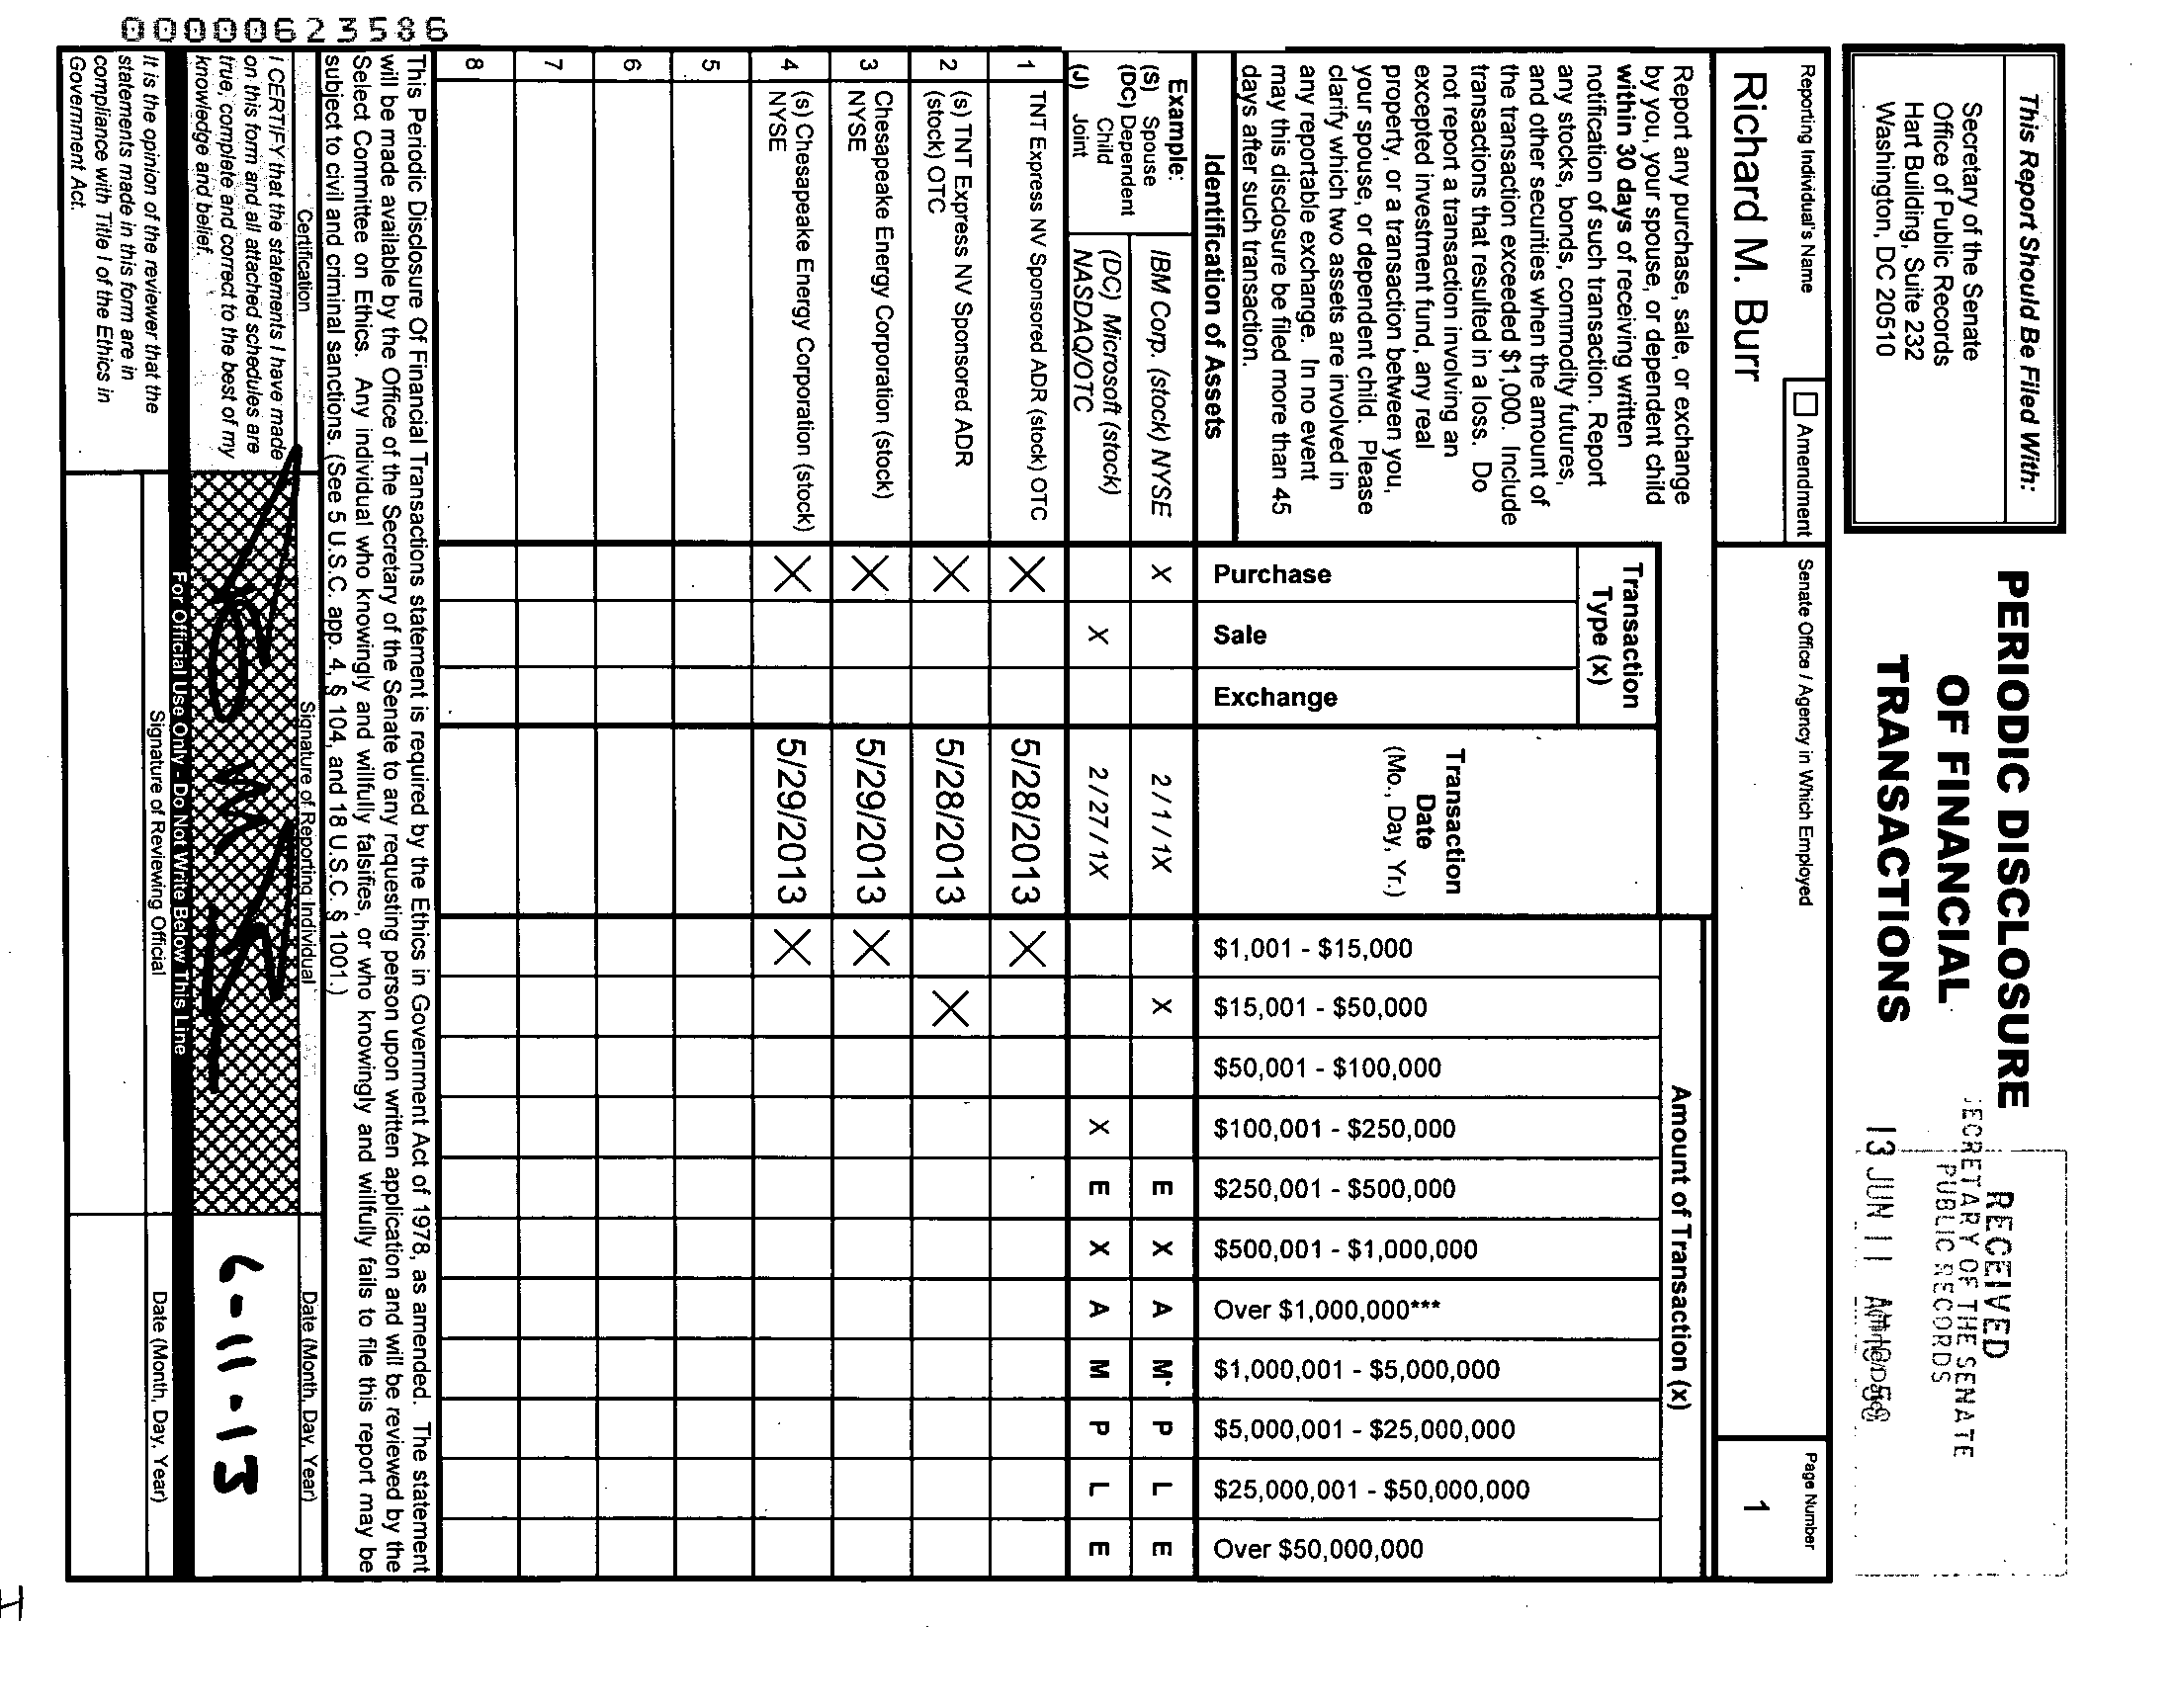 This Report Should Be Filed With:
Secretary of the Senate
Office of Public Records
Hart Building, Suite 232
Washington, DC 20510
PERIODIC DISCLOSURE
OF FINANCIAL
TRANSACTIONS
RECEIVED
SECRETARY OF THE SENATE
PUBLIC RECORDS
13 JUN 11
Reporting Individual's Name
Richard M. Burr
Amendment
Senate Office / Agency in Which Employed
Page Number
1
Report any purchase, sale, or exchange
by you, your spouse, or dependent child
within 30 days of receiving written
notification of such transaction. Report
any stocks, bonds, commodity futures,
and other securities when the amount of
the transaction exceeded $1,000. Include
transactions that resulted in a loss. Do
not report a transaction involving an
excepted investment fund, any real
property, or a transaction between you,
your spouse, or dependent child. Please
clarify which two assets are involved in
any reportable exchange. In no event
may this disclosure be filed more than 45
days after such transaction.
Identification of Assets
Transaction
Type (x)
Purchase
Sale
Exchange
Transaction
Date
(Mo., Day, Yr.)
Amount of Transaction (x)
$1,001 - $15,000
$15,001 - $50,000
$50,001 - $100,000
$100,001 - $250,000
$250,001 - $500,000
$500,001 - $1,000,000
Over $1,000,000***
$1,000,001 - $5,000,000
$5,000,001 - $25,000,000
$25,000,001 - $50,000,000
Over $50,000,000
Example:
(S) Spouse
(DC) Dependent
Child
(J) Joint
IBM Corp. (stock) NYSE X 2 / 1 / 1X X E X A M P L E
(DC) Microsoft (stock)
NASDAQ/OTC X 2 / 27 / 1X X E X A M P L E
1 TNT Express NV Sponsored ADR (stock) OTC X 5/28/2013 X
2 (s) TNT Express NV Sponsored ADR
(stock) OTC X 5/28/2013 X
3 Chesapeake Energy Corporation (stock)
NYSE X 5/29/2013 X
4 (s) Chesapeake Energy Corporation (stock)
NYSE X 5/29/2013 X
5
6
7
8
This Periodic Disclosure Of Financial Transactions statement is required by the Ethics in Government Act of 1978, as amended. The statement
will be made available by the Office of the Secretary of the Senate to any requesting person upon written application and will be reviewed by the
Select Committee on Ethics. Any individual who knowingly and willfully falsifies, or who knowingly and willfully fails to file this report may be
subject to civil and criminal sanctions. (See 5 U.S.C. app. 4, § 104, and 18 U.S.C. § 1001.)
Certification
Signature of Reporting Individual
Date (Month, Day, Year)
I CERTIFY that the statements I have made
on this form and all attached schedules are
true, complete and correct to the best of my
knowledge and belief.
6-11-13
For Official Use Only - Do Not Write Below This Line
It is the opinion of the reviewer that the
statements made in this form are in
compliance with Title I of the Ethics in
Government Act.
Signature of Reviewing Official
Date (Month, Day, Year)
00000623586